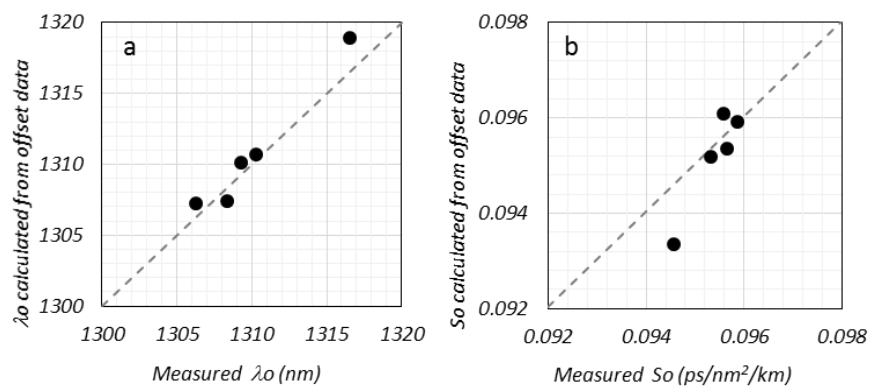 a
λo calculated from offset data
1320
1315
1310
1305
1300
1300 1305 1310 1315 1320
Measured λo (nm)
b
So calculated from offset data
0.098
0.096
0.094
0.092
0.092 0.094 0.096 0.098
Measured So (ps/nm²/km)